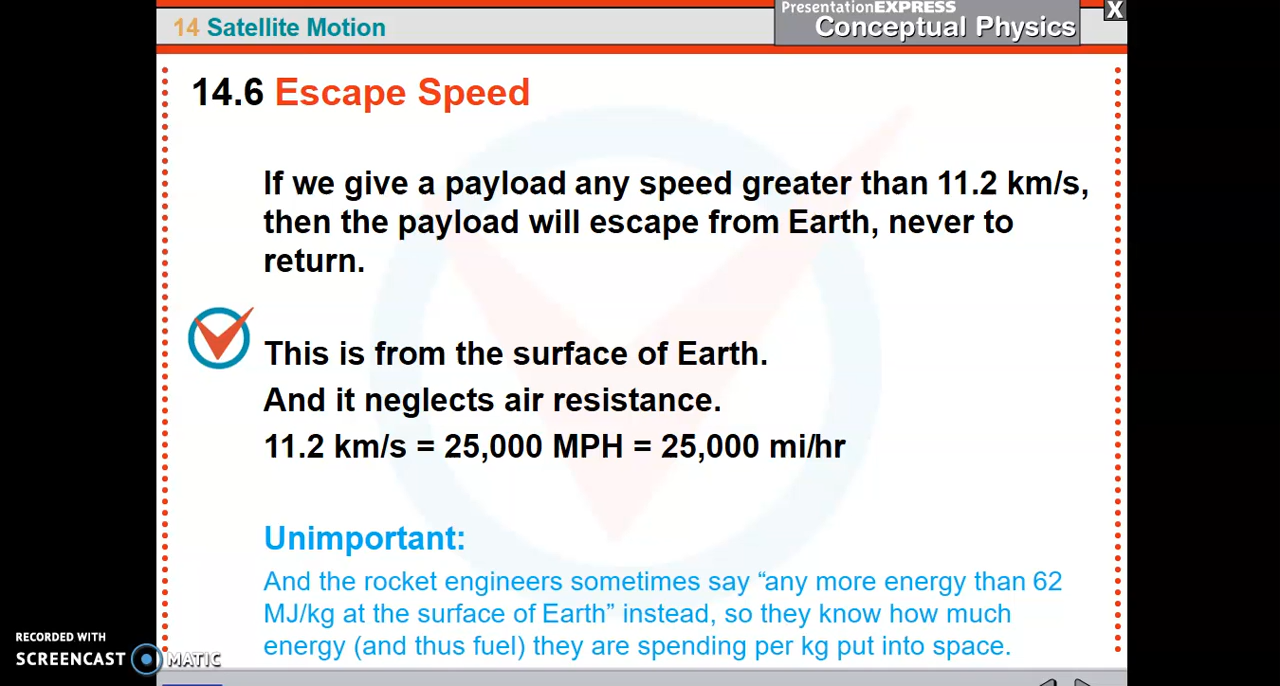 14 Satellite Motion
PresentationEXPRESS
Conceptual Physics
X
14.6 Escape Speed
If we give a payload any speed greater than 11.2 km/s,
then the payload will escape from Earth, never to
return.
This is from the surface of Earth.
And it neglects air resistance.
11.2 km/s = 25,000 MPH = 25,000 mi/hr
Unimportant:
And the rocket engineers sometimes say “any more energy than 62
MJ/kg at the surface of Earth” instead, so they know how much
energy (and thus fuel) they are spending per kg put into space.
RECORDED WITH
SCREENCAST MATIC